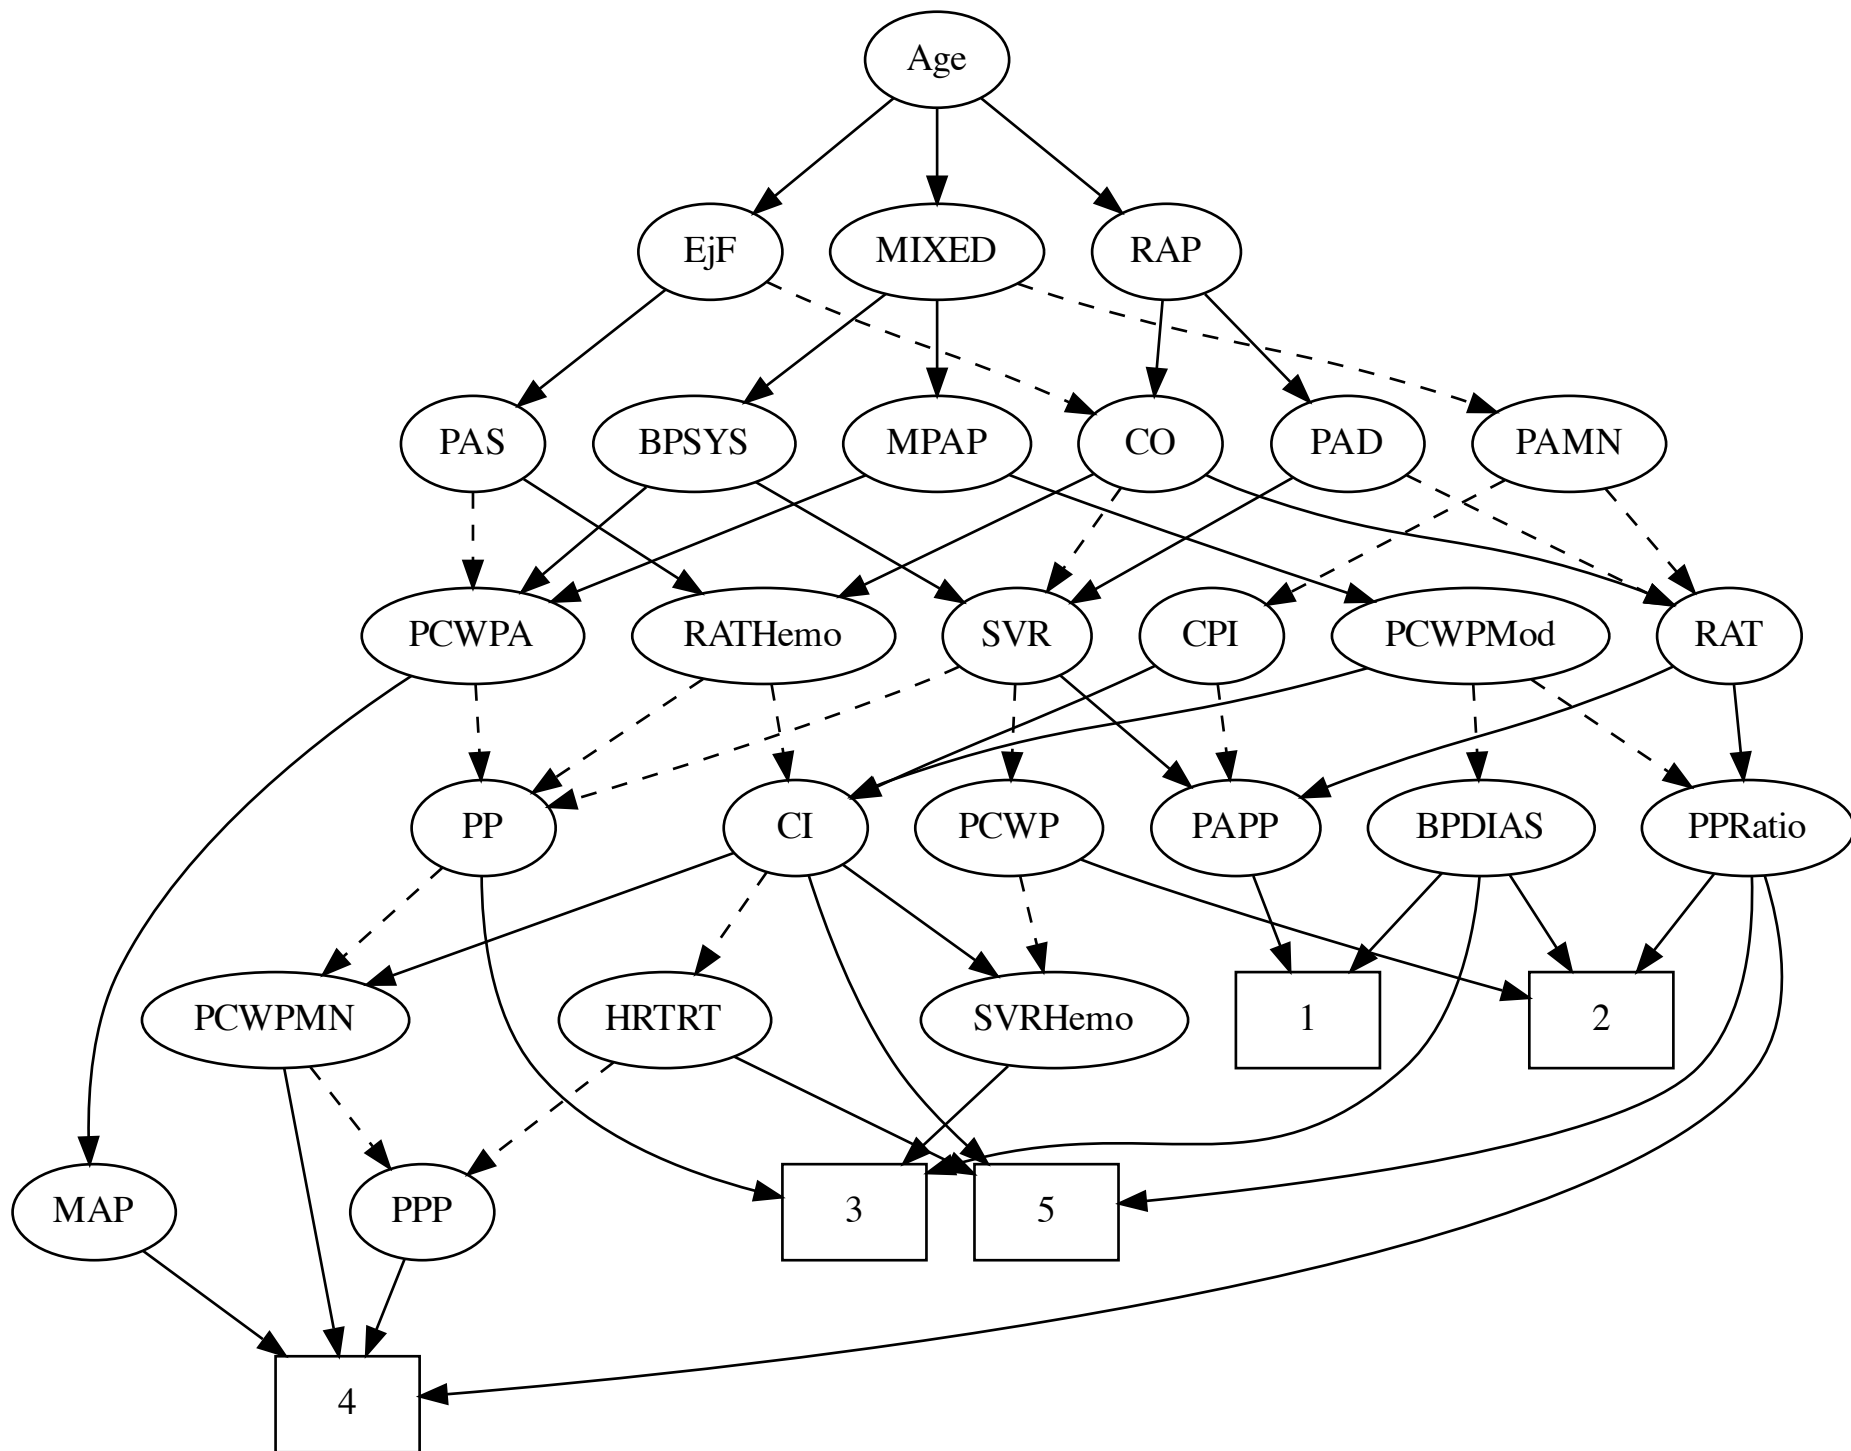 Age
EjF
MIXED
RAP
PAS
BPSYS
MPAP
CO
PAD
PAMN
PCWPA
RATHemo
SVR
CPI
PCWPMod
RAT
PP
CI
PCWP
PAPP
BPDIAS
PPRatio
PCWPMN
HRTRT
SVRHemo
1
2
MAP
PPP
3
5
4